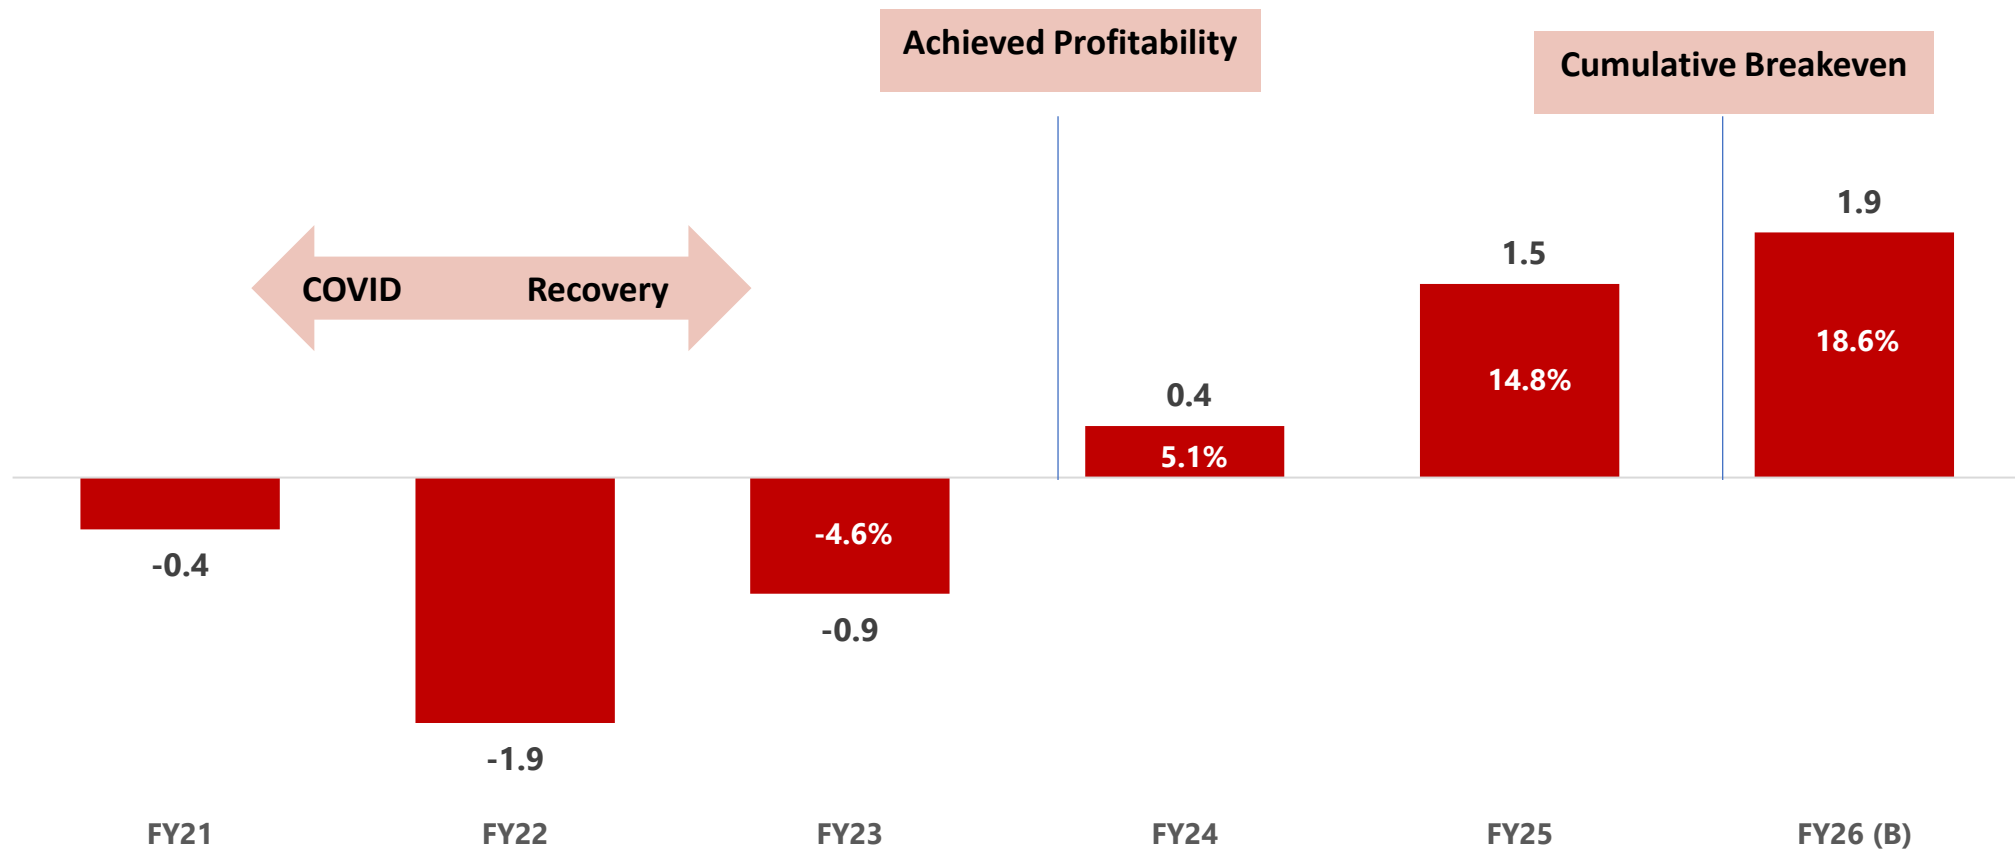 Achieved Profitability
Cumulative Breakeven
COVID Recovery
1.9
1.5
18.6%
14.8%
0.4
5.1%
-4.6%
-0.4
-0.9
-1.9
FY21 FY22 FY23 FY24 FY25 FY26 (B)